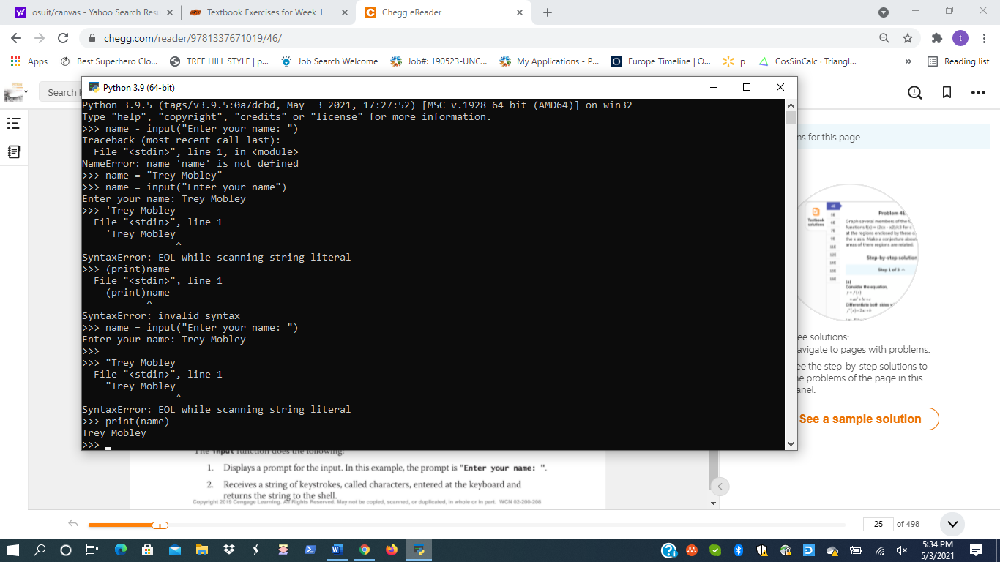 osuit/canvas - Yahoo Search Resu
Textbook Exercises for Week 1
Chegg eReader
chegg.com/reader/9781337671019/46/
t
Apps
Best Superhero Clo...
TREE HILL STYLE | p...
Job Search Welcome
Job#: 190523-UNC...
My Applications - P...
Europe Timeline | O...
p
CosSinCalc · Triangl...
»
Reading list
Search k
Python 3.9 (64-bit)
Python 3.9.5 (tags/v3.9.5:0a7dcbd, May  3 2021, 17:27:52) [MSC v.1928 64 bit (AMD64)] on win32
Type "help", "copyright", "credits" or "license" for more information.
>>> name - input("Enter your name: ")
Traceback (most recent call last):
  File "<stdin>", line 1, in <module>
NameError: name 'name' is not defined
>>> name = "Trey Mobley"
>>> name = input("Enter your name")
Enter your name: Trey Mobley
>>> 'Trey Mobley
  File "<stdin>", line 1
    'Trey Mobley
                ^
SyntaxError: EOL while scanning string literal
>>> (print)name
  File "<stdin>", line 1
    (print)name
           ^
SyntaxError: invalid syntax
>>> name = input("Enter your name: ")
Enter your name: Trey Mobley
>>>
>>> "Trey Mobley
  File "<stdin>", line 1
    "Trey Mobley
                ^
SyntaxError: EOL while scanning string literal
>>> print(name)
Trey Mobley
>>>
ns for this page
Textbook
solutions
Problem 4E
Graph several members of the
at the regions enclosed by these
the x axis. Make a conjecture about
areas of there regions are related.
Step-by-step solution
Step 1 of 3
(a)
Consider the equation,
Differentiate both sides
ee solutions:
avigate to pages with problems.
ee the step-by-step solutions to
e problems of the page in this
anel.
See a sample solution
The input function does the following:
1. Displays a prompt for the input. In this example, the prompt is "Enter your name: ".
2. Receives a string of keystrokes, called characters, entered at the keyboard and
returns the string to the shell.
Copyright 2019 Cengage Learning. All Rights Reserved. May not be copied, scanned, or duplicated, in whole or in part. WCN 02-200-206
25 of 498
5:34 PM
5/3/2021